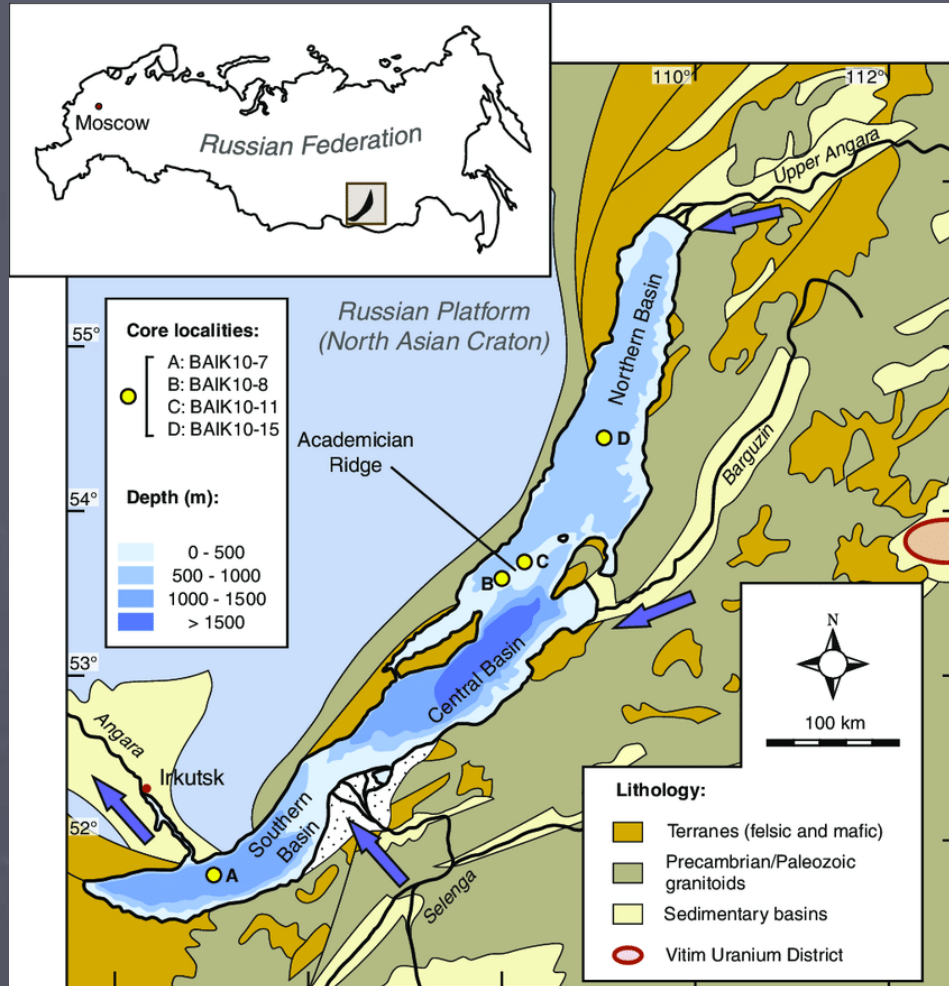 Moscow
Russian Federation
110°
112°
Upper Angara
Russian Platform
(North Asian Craton)
55°
54°
53°
52°
Core localities:
A: BAIK10-7
B: BAIK10-8
C: BAIK10-11
D: BAIK10-15
Depth (m):
0 - 500
500 - 1000
1000 - 1500
> 1500
Academician
Ridge
Northern Basin
D
Barguzin
C
B
Central Basin
Angara
Irkutsk
Southern
Basin
A
Selenga
N
100 km
Lithology:
Terranes (felsic and mafic)
Precambrian/Paleozoic
granitoids
Sedimentary basins
Vitim Uranium District